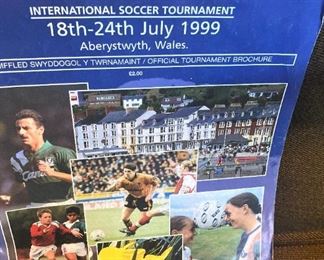 INTERNATIONAL SOCCER TOURNAMENT
18th-24th July 1999
Aberystwyth, Wales.
MFFLED SWYDDOGOL Y TWRNAMAINT / OFFICIAL TOURNAMENT BROCHURE
£2.00